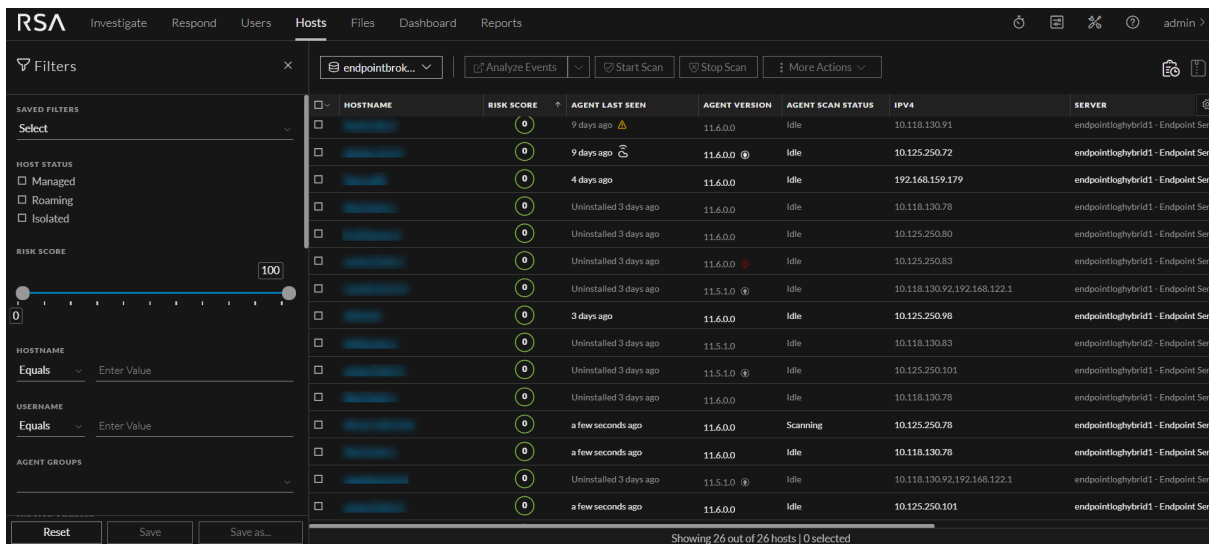 RSA Investigate Respond Users Hosts Files Dashboard Reports admin >
Filters ×
endpointbrok... Analyze Events Start Scan Stop Scan More Actions
SAVED FILTERS
Select
HOST STATUS
Managed
Roaming
Isolated
RISK SCORE
100
0
HOSTNAME
Equals Enter Value
USERNAME
Equals Enter Value
AGENT GROUPS
Reset Save Save as...
HOSTNAME RISK SCORE ↑ AGENT LAST SEEN AGENT VERSION AGENT SCAN STATUS IPV4 SERVER
0 9 days ago 11.6.0.0 Idle 10.118.130.91 endpointloghybrid1 - Endpoint Ser
0 9 days ago 11.6.0.0 Idle 10.125.250.72 endpointloghybrid1 - Endpoint Ser
0 4 days ago 11.6.0.0 Idle 192.168.159.179 endpointloghybrid1 - Endpoint Ser
0 Uninstalled 3 days ago 11.6.0.0 Idle 10.118.130.78 endpointloghybrid1 - Endpoint Ser
0 Uninstalled 3 days ago 11.6.0.0 Idle 10.125.250.80 endpointloghybrid1 - Endpoint Ser
0 Uninstalled 3 days ago 11.6.0.0 Idle 10.125.250.83 endpointloghybrid1 - Endpoint Ser
0 Uninstalled 3 days ago 11.5.1.0 Idle 10.118.130.92,192.168.122.1 endpointloghybrid1 - Endpoint Ser
0 3 days ago 11.6.0.0 Idle 10.125.250.98 endpointloghybrid1 - Endpoint Ser
0 Uninstalled 3 days ago 11.5.1.0 Idle 10.118.130.83 endpointloghybrid2 - Endpoint Ser
0 Uninstalled 3 days ago 11.5.1.0 Idle 10.125.250.101 endpointloghybrid1 - Endpoint Ser
0 Uninstalled 3 days ago 11.6.0.0 Idle 10.118.130.78 endpointloghybrid1 - Endpoint Ser
0 a few seconds ago 11.6.0.0 Scanning 10.125.250.78 endpointloghybrid1 - Endpoint Ser
0 a few seconds ago 11.6.0.0 Idle 10.118.130.78 endpointloghybrid1 - Endpoint Ser
0 Uninstalled 3 days ago 11.5.1.0 Idle 10.118.130.92,192.168.122.1 endpointloghybrid1 - Endpoint Ser
0 a few seconds ago 11.6.0.0 Idle 10.125.250.101 endpointloghybrid1 - Endpoint Ser
Showing 26 out of 26 hosts | 0 selected